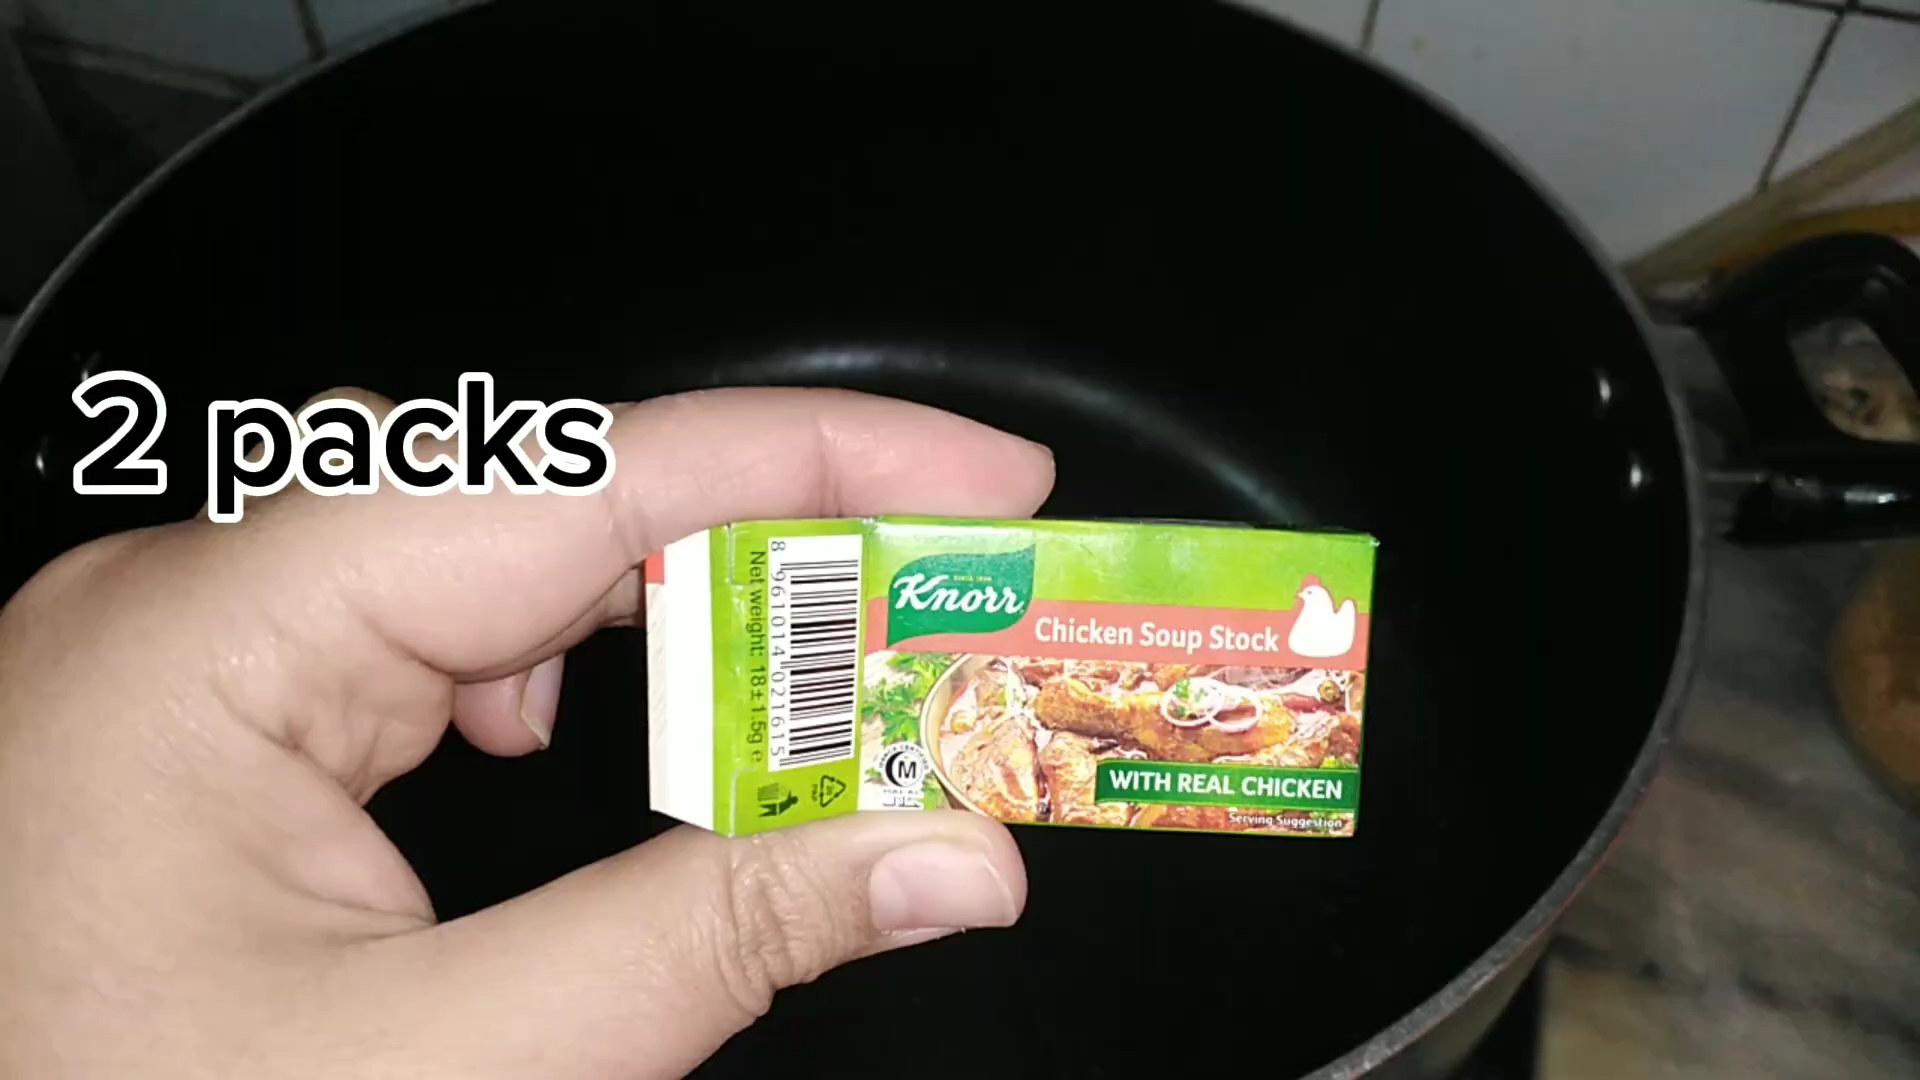 2 packs
Knorr
Chicken Soup Stock
WITH REAL CHICKEN
Serving Suggestion
Net weight: 18±1.5g e
8 961014 021615
M